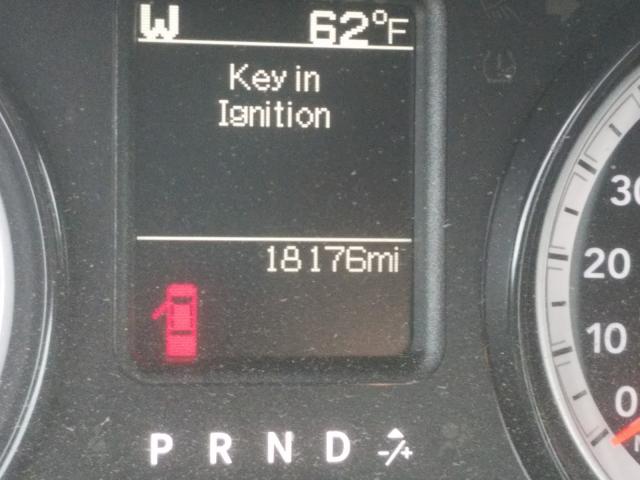 W 62°F
Key in
Ignition
18176mi
30
20
10
0
P R N D -/+